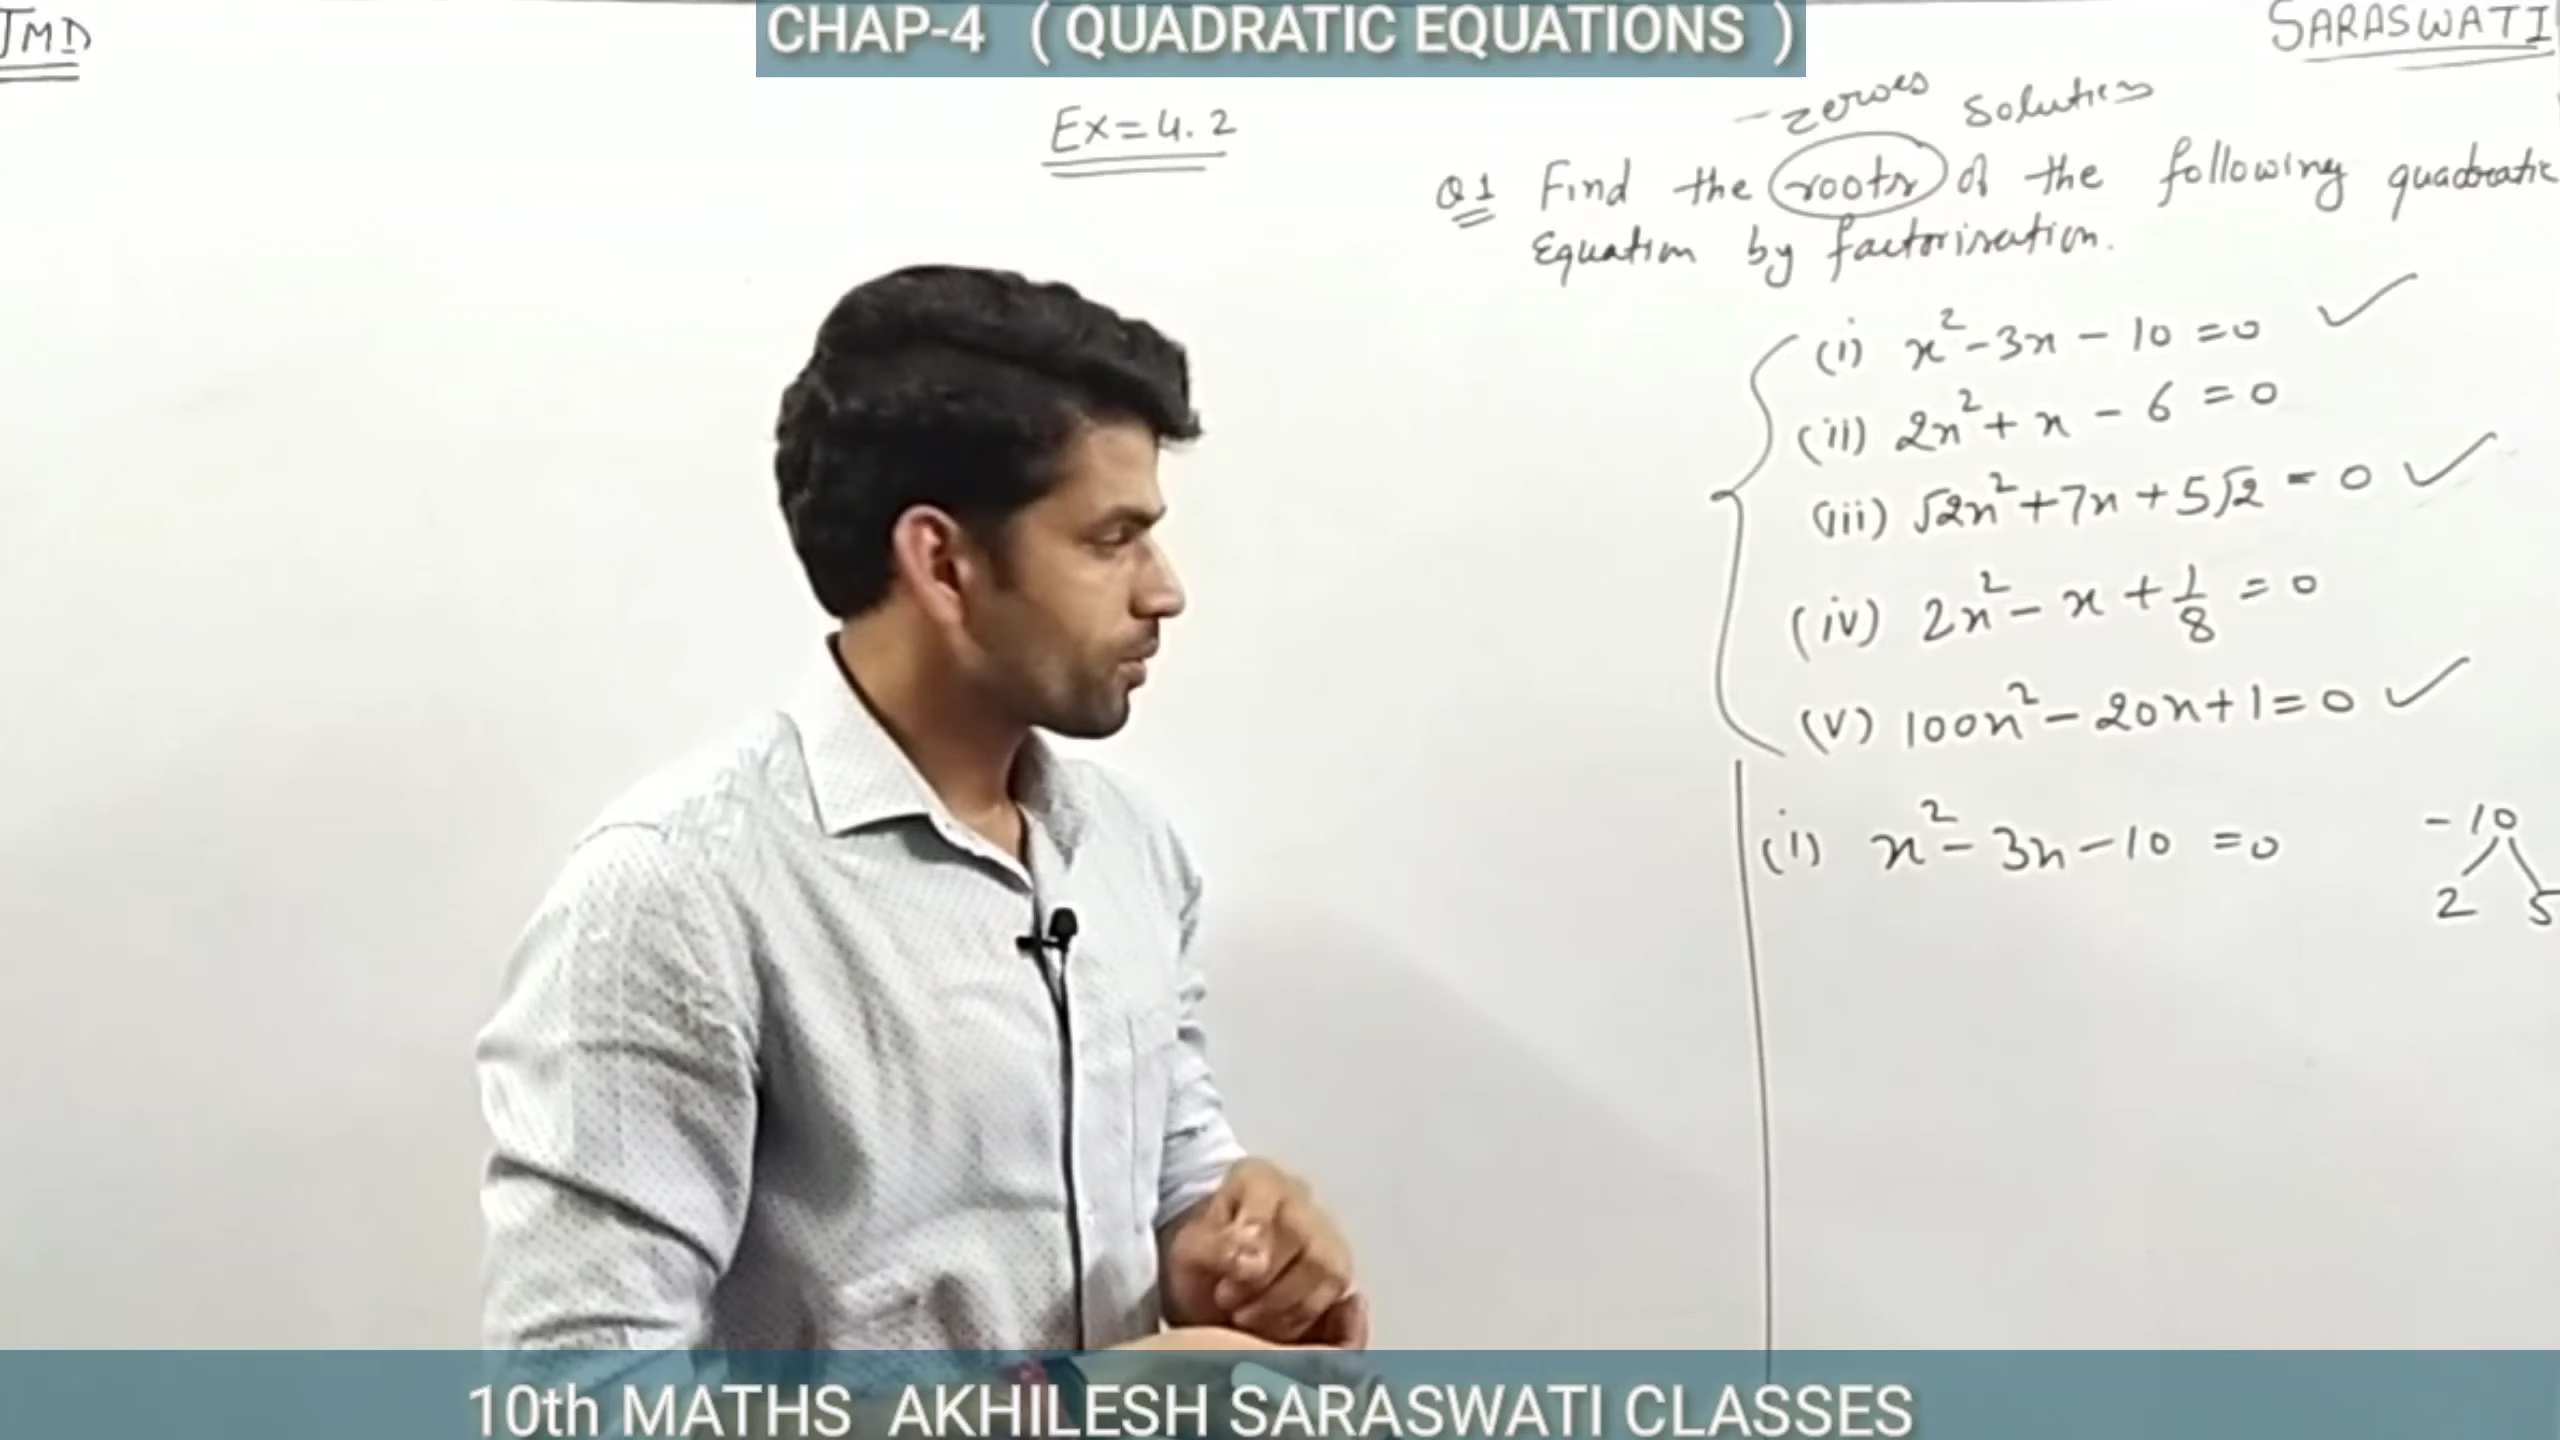 JMD
CHAP-4 ( QUADRATIC EQUATIONS )
SARASWATI
Ex=4.2
- zeroes solution
Q1 Find the roots of the following quadratic
Equation by factorisation.
(i) x² - 3x - 10 = 0 ✓
(ii) 2x² + x - 6 = 0
(iii) √2x² + 7x + 5√2 = 0 ✓
(iv) 2x² - x + 1/8 = 0
(v) 100x² - 20x + 1 = 0 ✓
(i) x² - 3x - 10 = 0
-10
2 5
10th MATHS AKHILESH SARASWATI CLASSES